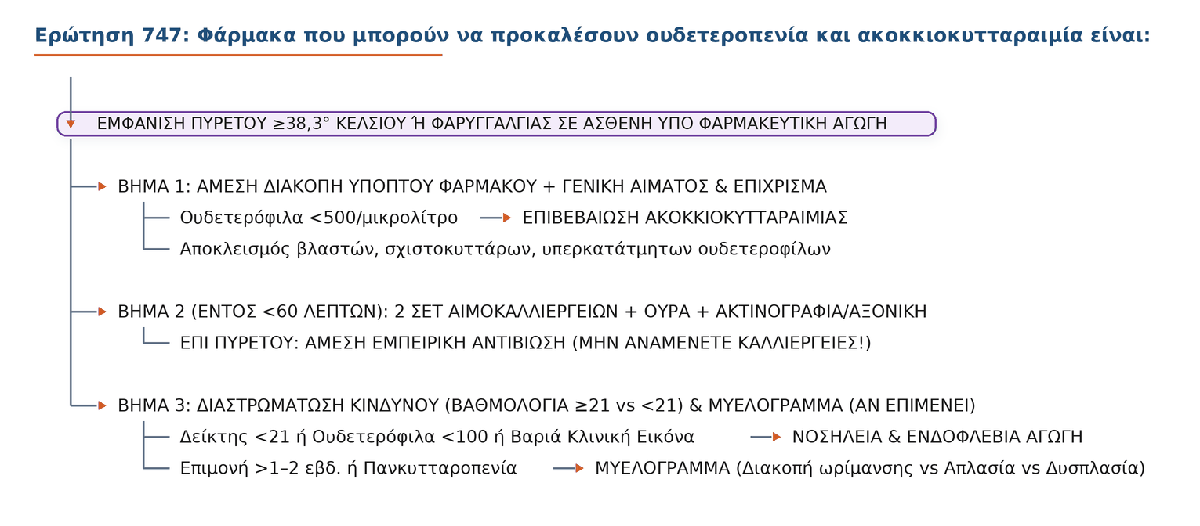 Ερώτηση 747: Φάρμακα που μπορούν να προκαλέσουν ουδετεροπενία και ακοκκιοκυτταραιμία είναι:
ΕΜΦΑΝΙΣΗ ΠΥΡΕΤΟΥ ≥38,3° ΚΕΛΣΙΟΥ Ή ΦΑΡΥΓΓΑΛΓΙΑΣ ΣΕ ΑΣΘΕΝΗ ΥΠΟ ΦΑΡΜΑΚΕΥΤΙΚΗ ΑΓΩΓΗ
ΒΗΜΑ 1: ΑΜΕΣΗ ΔΙΑΚΟΠΗ ΥΠΟΠΤΟΥ ΦΑΡΜΑΚΟΥ + ΓΕΝΙΚΗ ΑΙΜΑΤΟΣ & ΕΠΙΧΡΙΣΜΑ
Ουδετερόφιλα <500/μικρολίτρο ΕΠΙΒΕΒΑΙΩΣΗ ΑΚΟΚΚΙΟΚΥΤΤΑΡΑΙΜΙΑΣ
Αποκλεισμός βλαστών, σχιστοκυττάρων, υπερκατάτμητων ουδετεροφίλων
ΒΗΜΑ 2 (ΕΝΤΟΣ <60 ΛΕΠΤΩΝ): 2 ΣΕΤ ΑΙΜΟΚΑΛΛΙΕΡΓΕΙΩΝ + ΟΥΡΑ + ΑΚΤΙΝΟΓΡΑΦΙΑ/ΑΞΟΝΙΚΗ
ΕΠΙ ΠΥΡΕΤΟΥ: ΑΜΕΣΗ ΕΜΠΕΙΡΙΚΗ ΑΝΤΙΒΙΩΣΗ (ΜΗΝ ΑΝΑΜΕΝΕΤΕ ΚΑΛΛΙΕΡΓΕΙΕΣ!)
ΒΗΜΑ 3: ΔΙΑΣΤΡΩΜΑΤΩΣΗ ΚΙΝΔΥΝΟΥ (ΒΑΘΜΟΛΟΓΙΑ ≥21 vs <21) & ΜΥΕΛΟΓΡΑΜΜΑ (ΑΝ ΕΠΙΜΕΝΕΙ)
Δείκτης <21 ή Ουδετερόφιλα <100 ή Βαριά Κλινική Εικόνα ΝΟΣΗΛΕΙΑ & ΕΝΔΟΦΛΕΒΙΑ ΑΓΩΓΗ
Επιμονή >1–2 εβδ. ή Πανκυτταροπενία ΜΥΕΛΟΓΡΑΜΜΑ (Διακοπή ωρίμανσης vs Απλασία vs Δυσπλασία)